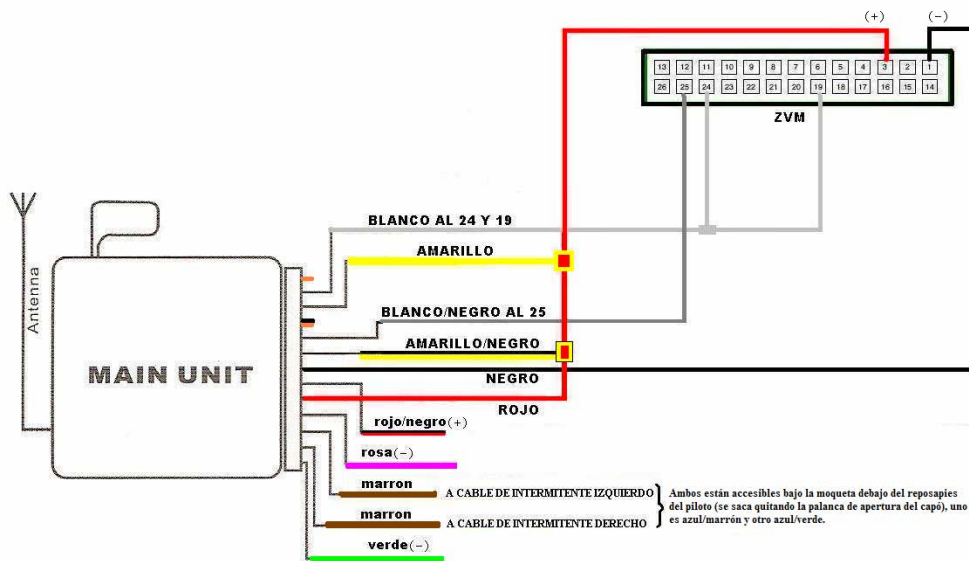 (+) (-)
13 12 11 10 9 8 7 6 5 4 3 2 1
26 25 24 23 22 21 20 19 18 17 16 15 14
ZVM
BLANCO AL 24 Y 19
AMARILLO
Antenna
BLANCO/NEGRO AL 25
AMARILLO/NEGRO
MAIN UNIT
NEGRO
ROJO
rojo/negro(+)
rosa(-)
marron A CABLE DE INTERMITENTE IZQUIERDO
marron A CABLE DE INTERMITENTE DERECHO
Ambos están accesibles bajo la moqueta debajo del reposapies
del piloto (se saca quitando la palanca de apertura del capó), uno
es azul/marrón y otro azul/verde.
verde(-)